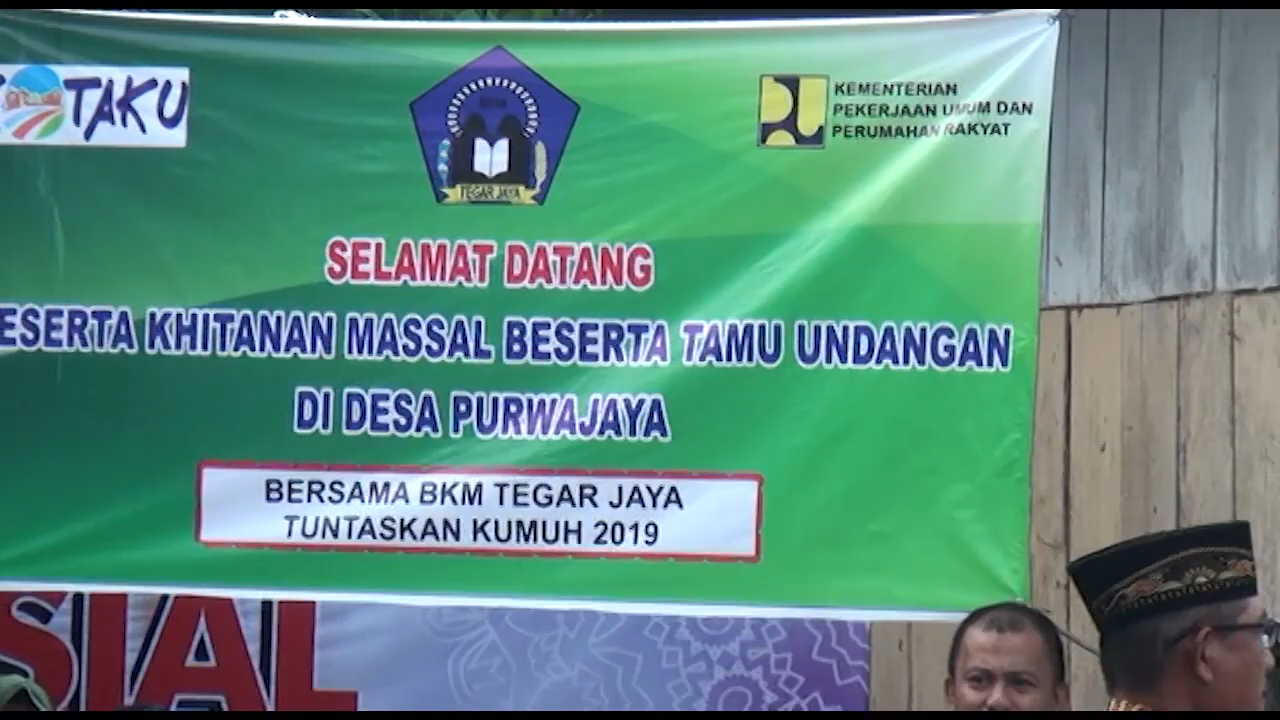 TAKU
TEGAR JAYA
KEMENTERIAN
PEKERJAAN UMUM DAN
PERUMAHAN RAKYAT
SELAMAT DATANG
ESERTA KHITANAN MASSAL BESERTA TAMU UNDANGAN
DI DESA PURWAJAYA
BERSAMA BKM TEGAR JAYA
TUNTASKAN KUMUH 2019
SIAL